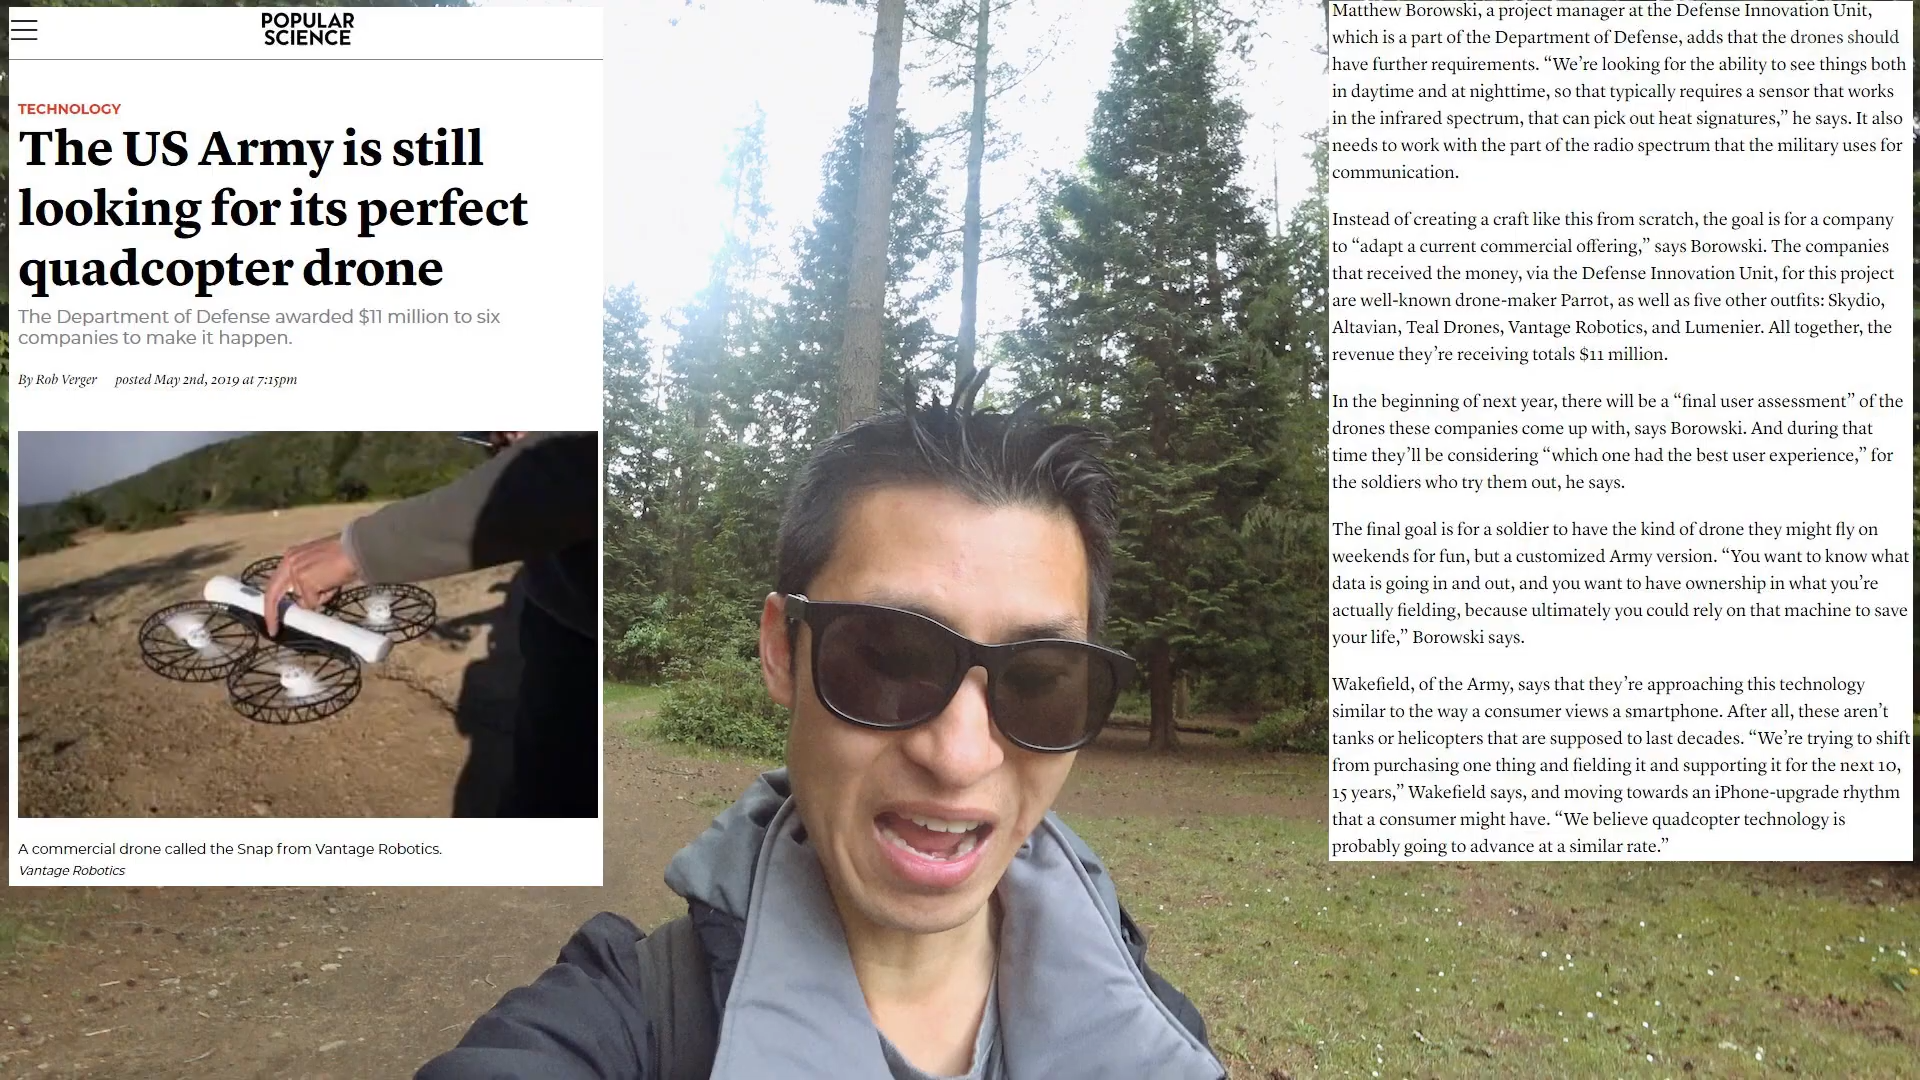 POPULAR
SCIENCE
TECHNOLOGY
The US Army is still
looking for its perfect
quadcopter drone
The Department of Defense awarded $11 million to six
companies to make it happen.
By Rob Verger posted May 2nd, 2019 at 7:15pm
A commercial drone called the Snap from Vantage Robotics.
Vantage Robotics
Matthew Borowski, a project manager at the Defense Innovation Unit,
which is a part of the Department of Defense, adds that the drones should
have further requirements. “We’re looking for the ability to see things both
in daytime and at nighttime, so that typically requires a sensor that works
in the infrared spectrum, that can pick out heat signatures,” he says. It also
needs to work with the part of the radio spectrum that the military uses for
communication.
Instead of creating a craft like this from scratch, the goal is for a company
to “adapt a current commercial offering,” says Borowski. The companies
that received the money, via the Defense Innovation Unit, for this project
are well-known drone-maker Parrot, as well as five other outfits: Skydio,
Altavian, Teal Drones, Vantage Robotics, and Lumenier. All together, the
revenue they’re receiving totals $11 million.
In the beginning of next year, there will be a “final user assessment” of the
drones these companies come up with, says Borowski. And during that
time they’ll be considering “which one had the best user experience,” for
the soldiers who try them out, he says.
The final goal is for a soldier to have the kind of drone they might fly on
weekends for fun, but a customized Army version. “You want to know what
data is going in and out, and you want to have ownership in what you’re
actually fielding, because ultimately you could rely on that machine to save
your life,” Borowski says.
Wakefield, of the Army, says that they’re approaching this technology
similar to the way a consumer views a smartphone. After all, these aren’t
tanks or helicopters that are supposed to last decades. “We’re trying to shift
from purchasing one thing and fielding it and supporting it for the next 10,
15 years,” Wakefield says, and moving towards an iPhone-upgrade rhythm
that a consumer might have. “We believe quadcopter technology is
probably going to advance at a similar rate.”